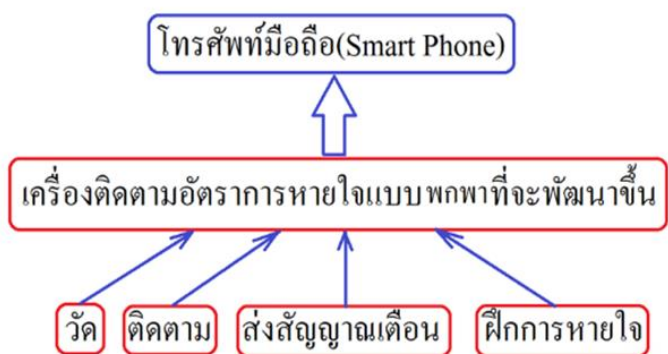 โทรศัพท์มือถือ(Smart Phone)
เครื่องติดตามอัตราการหายใจแบบพกพาที่จะพัฒนาขึ้น
วัด ติดตาม ส่งสัญญาณเตือน ฝึกการหายใจ